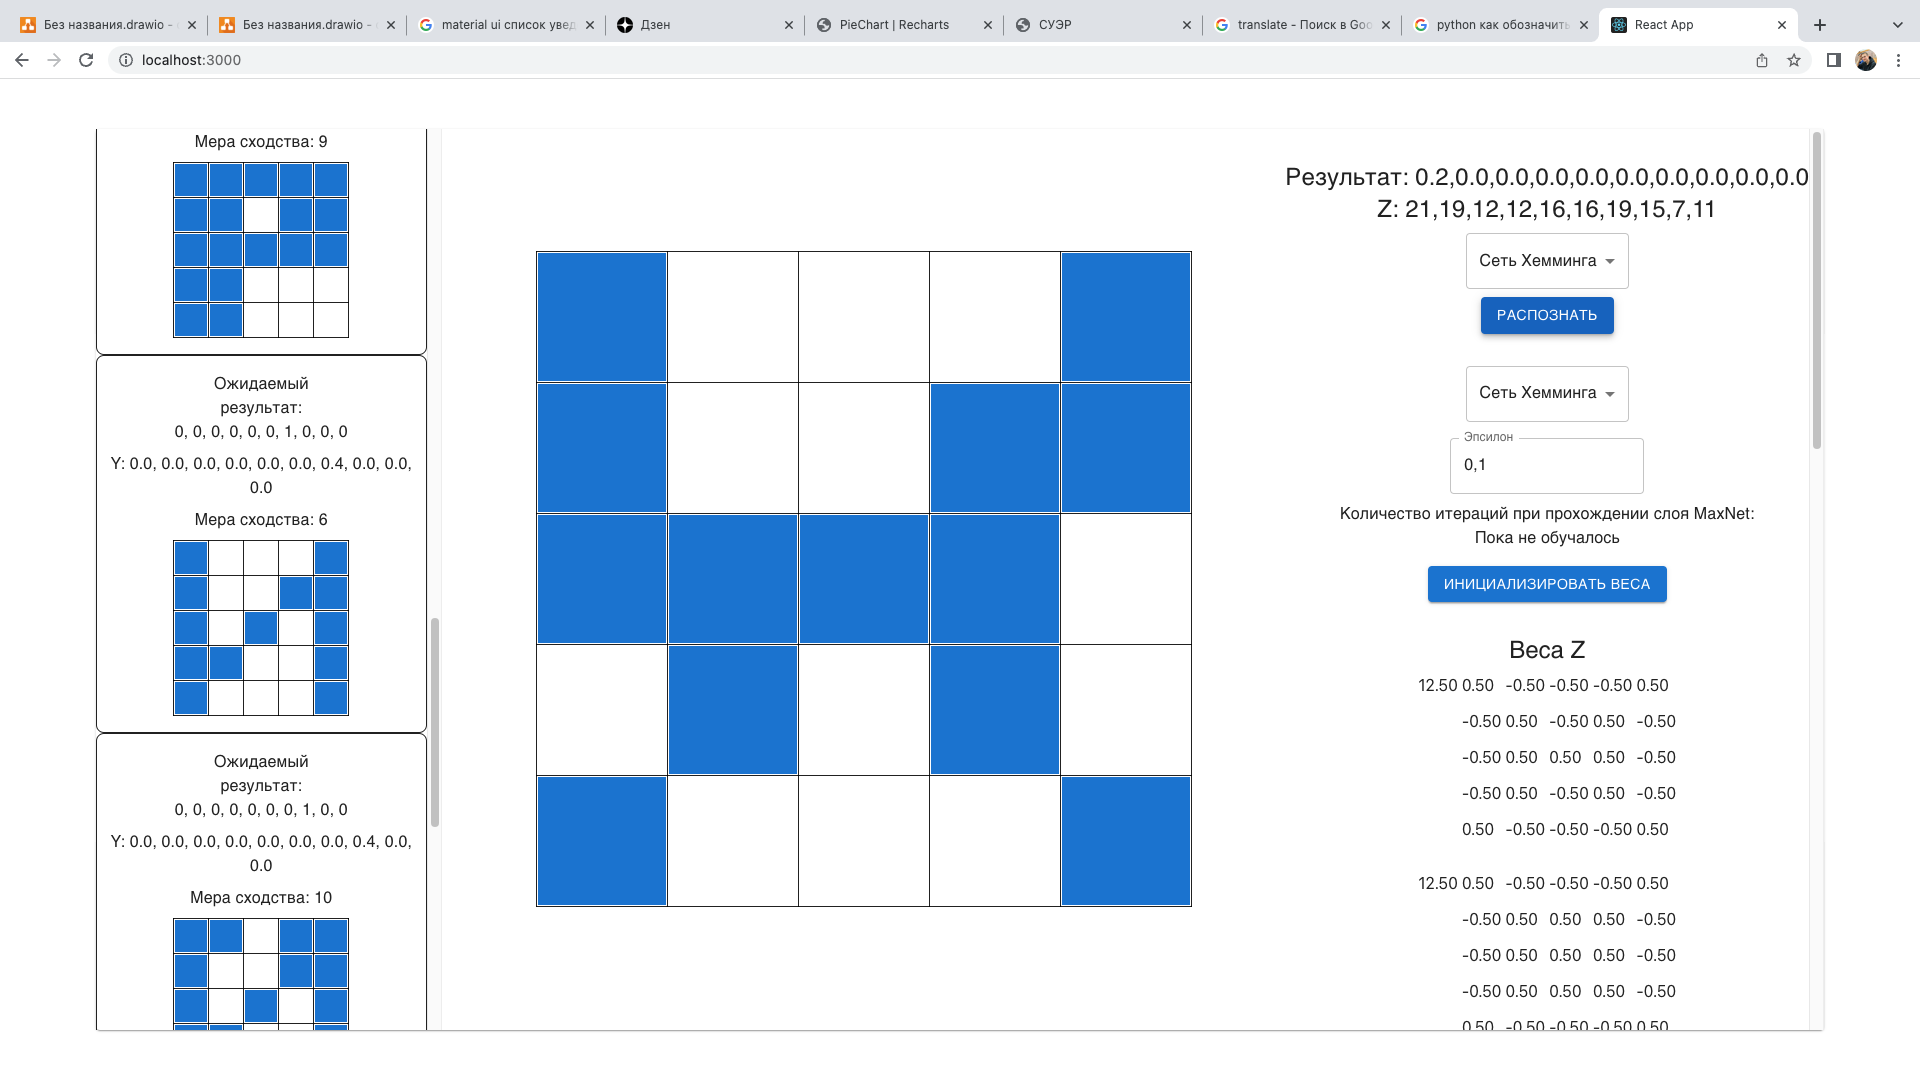 Без названия.drawio -
Без названия.drawio -
material ui список увед
Дзен
PieChart | Recharts
СУЭР
translate - Поиск в Goo
python как обозначить
React App
localhost:3000
Мера сходства: 9
Ожидаемый
результат:
0, 0, 0, 0, 0, 0, 1, 0, 0, 0
Y: 0.0, 0.0, 0.0, 0.0, 0.0, 0.0, 0.4, 0.0, 0.0,
0.0
Мера сходства: 6
Ожидаемый
результат:
0, 0, 0, 0, 0, 0, 0, 1, 0, 0
Y: 0.0, 0.0, 0.0, 0.0, 0.0, 0.0, 0.0, 0.4, 0.0,
0.0
Мера сходства: 10
Результат: 0.2,0.0,0.0,0.0,0.0,0.0,0.0,0.0,0.0,0.0
Z: 21,19,12,12,16,16,19,15,7,11
Сеть Хемминга
РАСПОЗНАТЬ
Сеть Хемминга
Эпсилон
0,1
Количество итераций при прохождении слоя MaxNet:
Пока не обучалось
ИНИЦИАЛИЗИРОВАТЬ ВЕСА
Веса Z
12.50 0.50 -0.50 -0.50 -0.50 0.50
-0.50 0.50 -0.50 0.50 -0.50
-0.50 0.50 0.50 0.50 -0.50
-0.50 0.50 -0.50 0.50 -0.50
0.50 -0.50 -0.50 -0.50 0.50
12.50 0.50 -0.50 -0.50 -0.50 0.50
-0.50 0.50 0.50 0.50 -0.50
-0.50 0.50 0.50 0.50 -0.50
-0.50 0.50 0.50 0.50 -0.50
0.50 -0.50 -0.50 -0.50 0.50